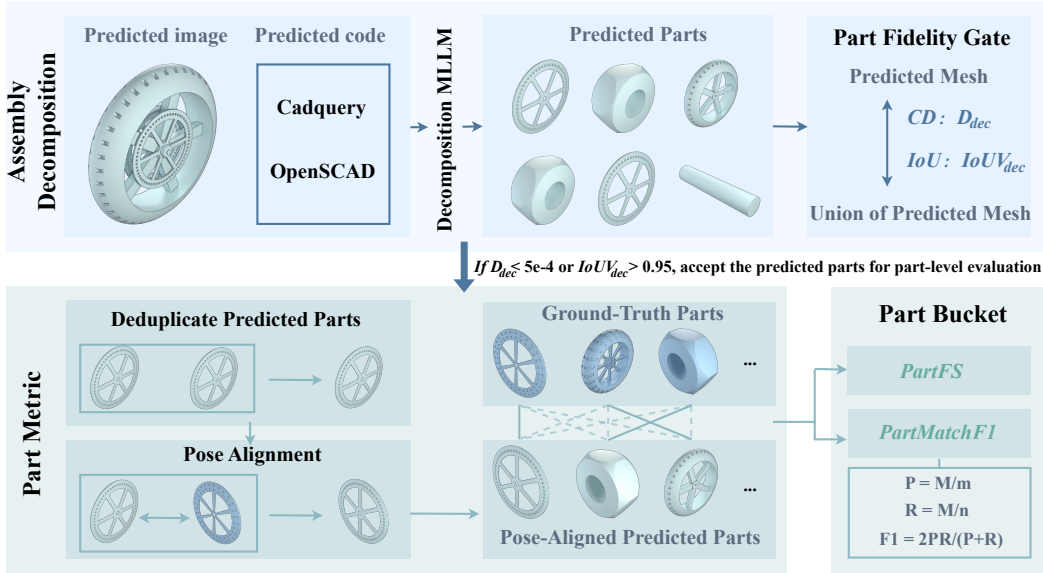 Assembly
Decomposition
Predicted image
Predicted code
Cadquery
OpenSCAD
Decomposition MLLM
Predicted Parts
Part Fidelity Gate
Predicted Mesh
CD: D_dec
IoU: IoUV_dec
Union of Predicted Mesh
If D_dec < 5e-4 or IoUV_dec > 0.95, accept the predicted parts for part-level evaluation
Part Metric
Deduplicate Predicted Parts
Pose Alignment
Ground-Truth Parts
...
...
Pose-Aligned Predicted Parts
Part Bucket
PartFS
PartMatchF1
P = M/m
R = M/n
F1 = 2PR/(P+R)